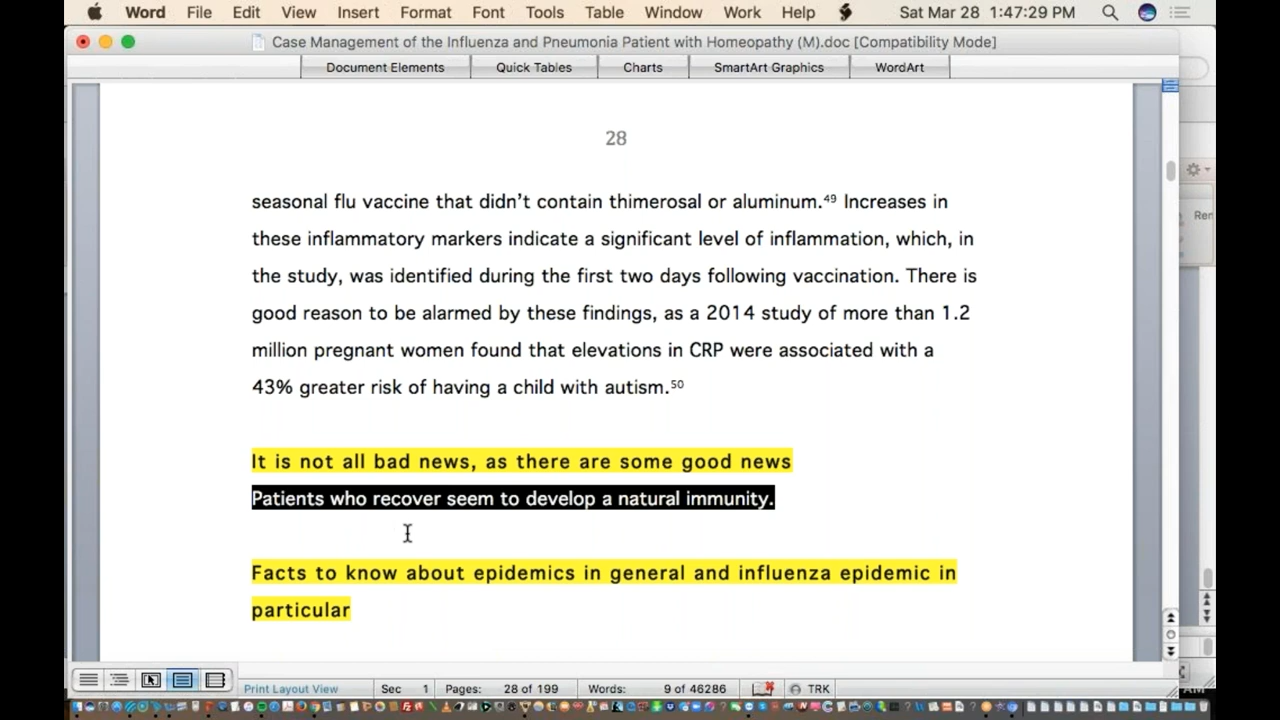 Word File Edit View Insert Format Font Tools Table Window Work Help Sat Mar 28 1:47:29 PM
Case Management of the Influenza and Pneumonia Patient with Homeopathy (M).doc [Compatibility Mode]
Document Elements Quick Tables Charts SmartArt Graphics WordArt
28
seasonal flu vaccine that didn't contain thimerosal or aluminum.⁴⁹ Increases in
these inflammatory markers indicate a significant level of inflammation, which, in
the study, was identified during the first two days following vaccination. There is
good reason to be alarmed by these findings, as a 2014 study of more than 1.2
million pregnant women found that elevations in CRP were associated with a
43% greater risk of having a child with autism.⁵⁰
It is not all bad news, as there are some good news
Patients who recover seem to develop a natural immunity.
Facts to know about epidemics in general and influenza epidemic in
particular
Print Layout View Sec 1 Pages: 28 of 199 Words: 9 of 46286 TRK